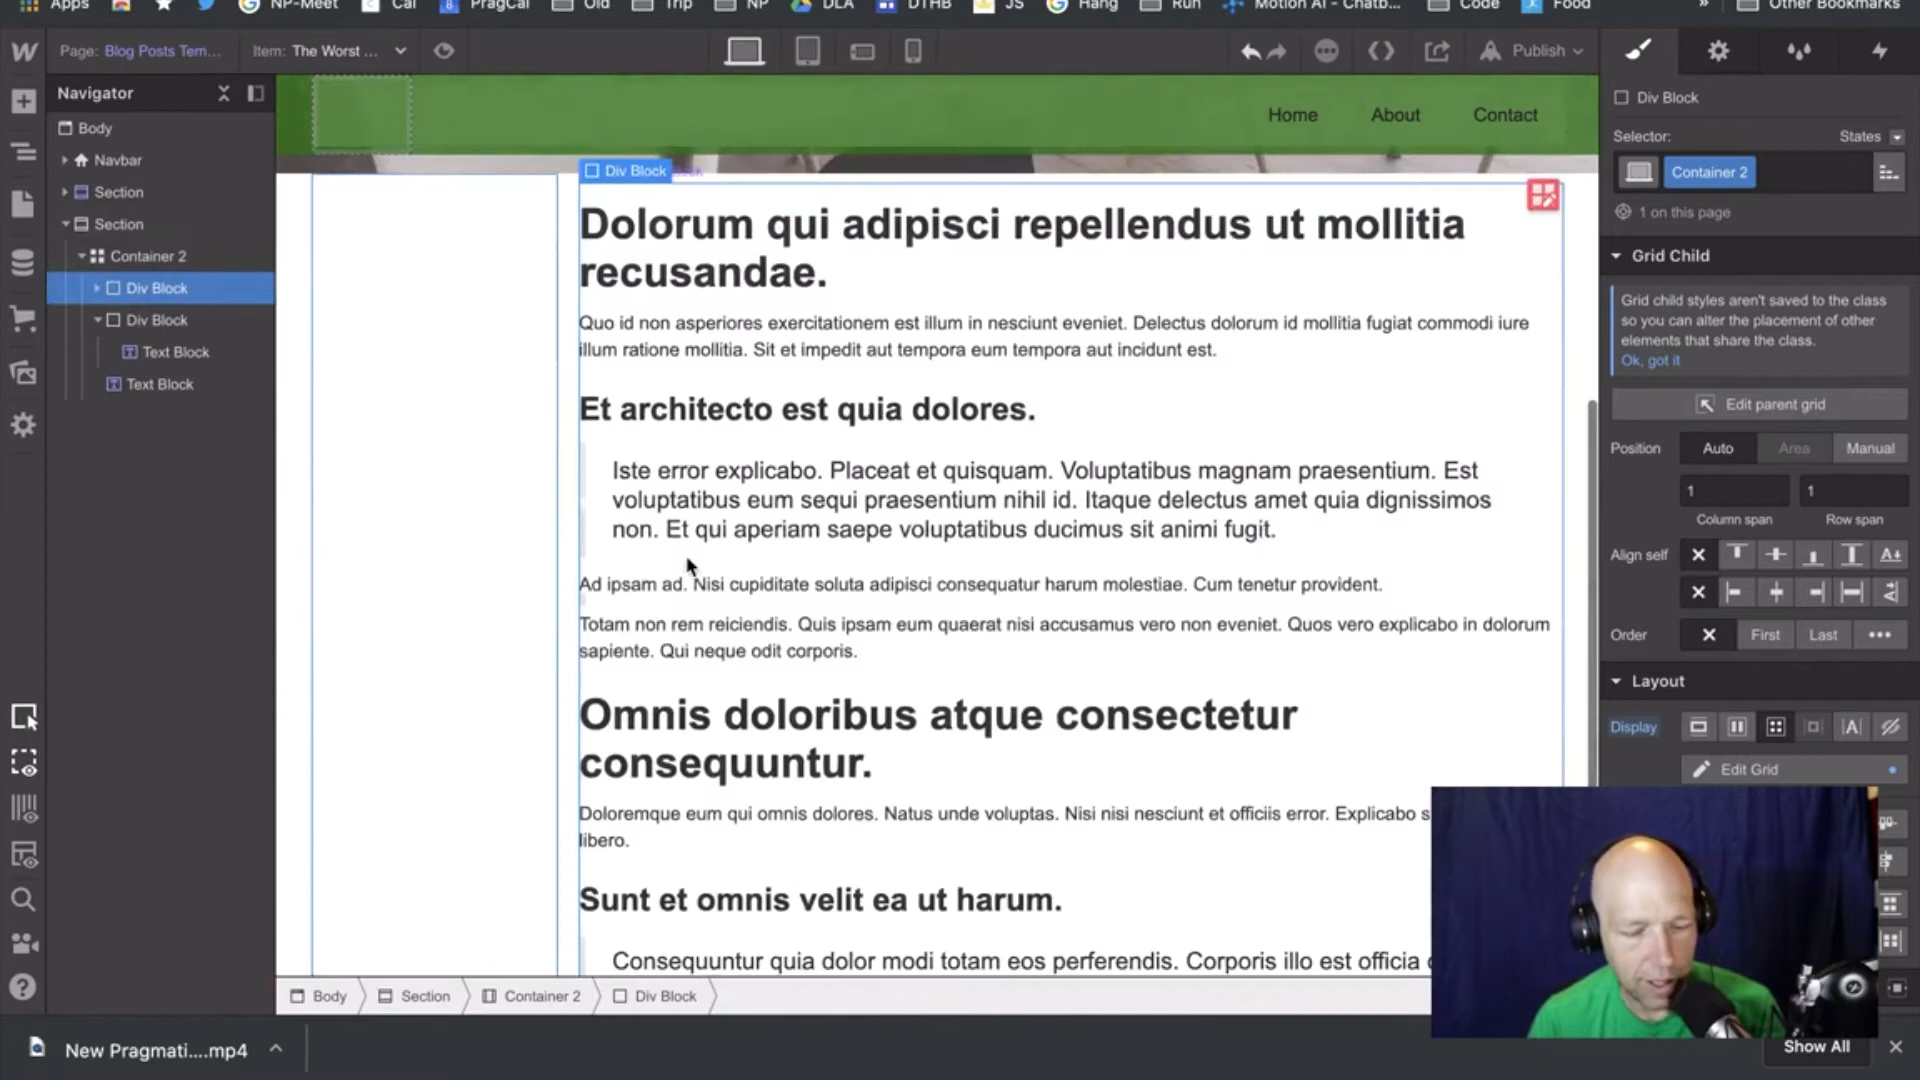 Apps
NP-Meet
Cal
PragCal
Old
Trip
NP
DLA
DTHB
JS
Hang
Run
Motion AI - Chatb...
Code
Food
»
Other Bookmarks
Page: Blog Posts Tem...
Item: The Worst ...
Publish
Navigator
Body
Navbar
Section
Section
Container 2
Div Block
Div Block
Text Block
Text Block
Home
About
Contact
Div Block
Dolorum qui adipisci repellendus ut mollitia
recusandae.
Quo id non asperiores exercitationem est illum in nesciunt eveniet. Delectus dolorum id mollitia fugiat commodi iure
illum ratione mollitia. Sit et impedit aut tempora eum tempora aut incidunt est.
Et architecto est quia dolores.
Iste error explicabo. Placeat et quisquam. Voluptatibus magnam praesentium. Est
voluptatibus eum sequi praesentium nihil id. Itaque delectus amet quia dignissimos
non. Et qui aperiam saepe voluptatibus ducimus sit animi fugit.
Ad ipsam ad. Nisi cupiditate soluta adipisci consequatur harum molestiae. Cum tenetur provident.
Totam non rem reiciendis. Quis ipsam eum quaerat nisi accusamus vero non eveniet. Quos vero explicabo in dolorum
sapiente. Qui neque odit corporis.
Omnis doloribus atque consectetur
consequuntur.
Doloremque eum qui omnis dolores. Natus unde voluptas. Nisi nisi nesciunt et officiis error. Explicabo s
libero.
Sunt et omnis velit ea ut harum.
Consequuntur quia dolor modi totam eos perferendis. Corporis illo est officia
Body
Section
Container 2
Div Block
Div Block
Selector:
States
Container 2
1 on this page
Grid Child
Grid child styles aren't saved to the class
so you can alter the placement of other
elements that share the class.
Ok, got it
Edit parent grid
Position
Auto
Area
Manual
1
1
Column span
Row span
Align self
Order
First
Last
Layout
Display
Edit Grid
New Pragmati....mp4
Show All